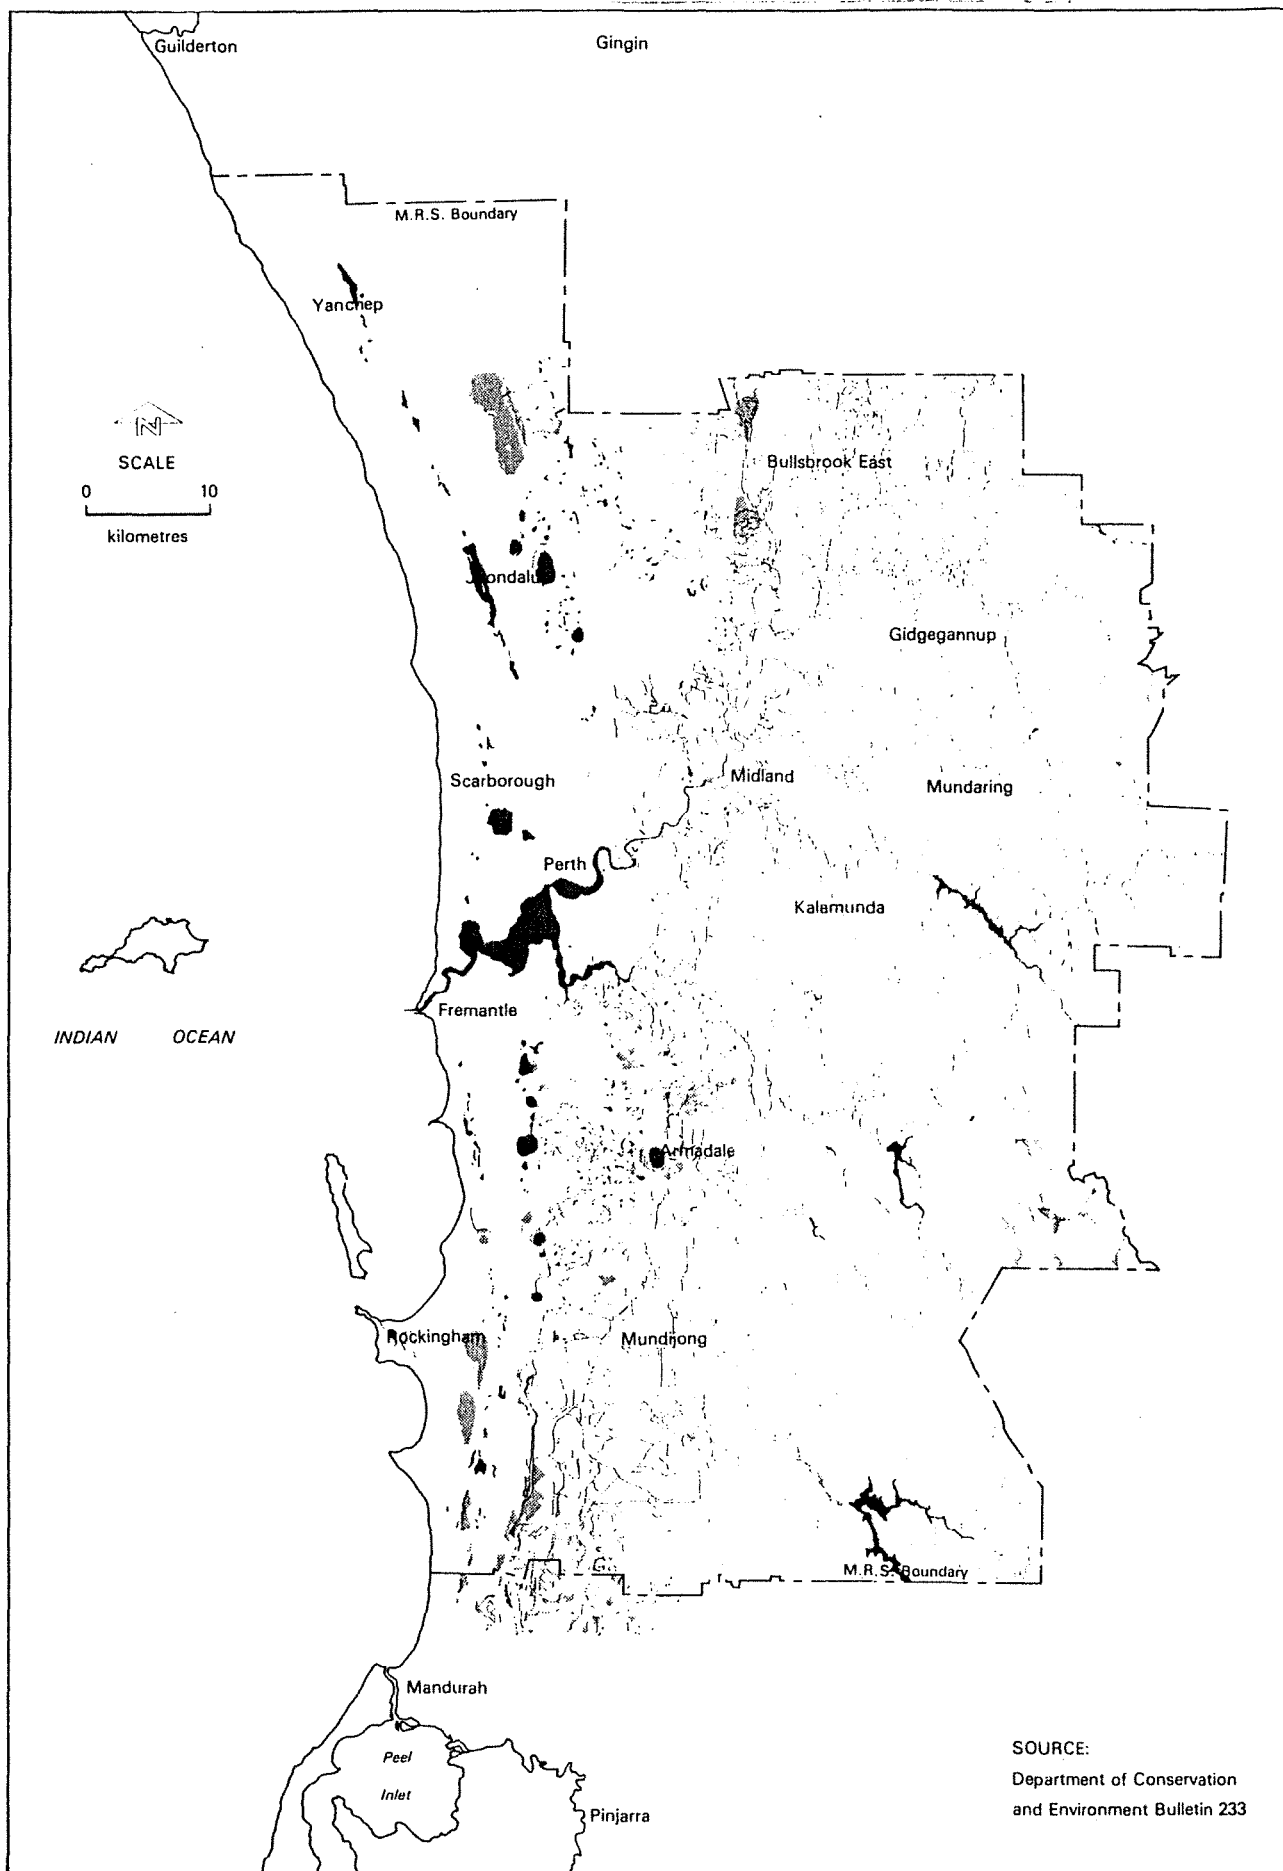 Guilderton
Gingin
M.R.S. Boundary
Yanchep
N
SCALE
0 10
kilometres
Bullsbrook East
Joondalup
Gidgegannup
Scarborough
Midland
Mundaring
Perth
Kalamunda
Fremantle
INDIAN OCEAN
Armadale
Rockingham
Mundijong
M.R.S. Boundary
Mandurah
Peel
Inlet
Pinjarra
SOURCE:
Department of Conservation
and Environment Bulletin 233